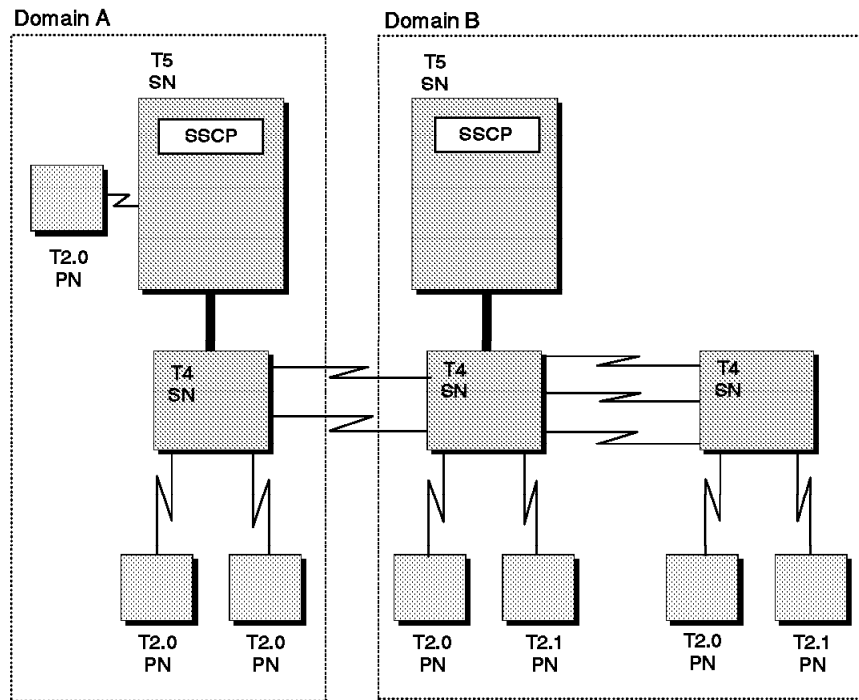 Domain A
Domain B
T5
SN
SSCP
T5
SN
SSCP
T2.0
PN
T4
SN
T4
SN
T4
SN
T2.0
PN
T2.0
PN
T2.0
PN
T2.1
PN
T2.0
PN
T2.1
PN